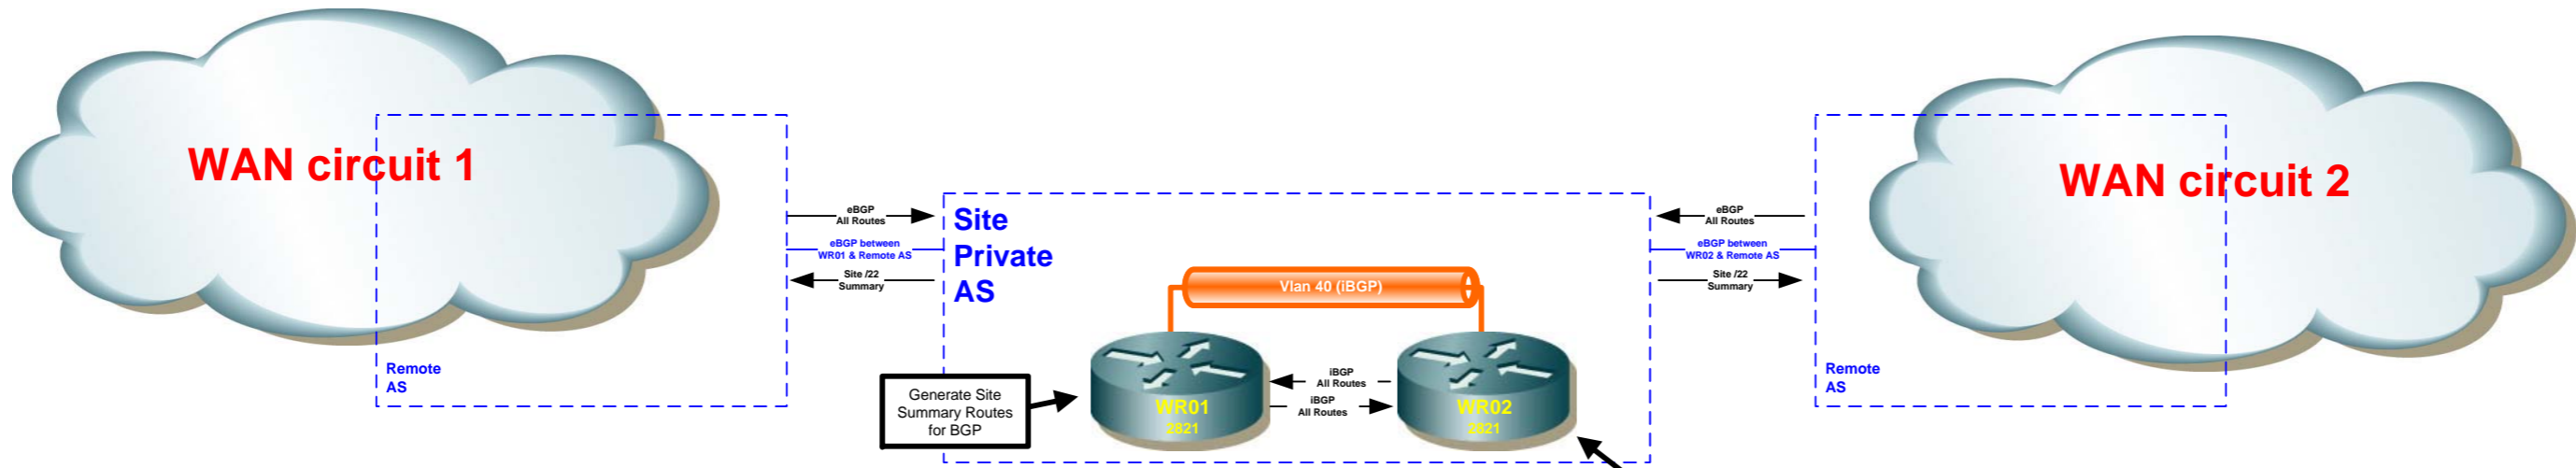 WAN circuit 1
WAN circuit 2
eBGP
All Routes
eBGP between
WR01 & Remote AS
Site /22
Summary
Site
Private
AS
eBGP
All Routes
eBGP between
WR02 & Remote AS
Site /22
Summary
Vlan 40 (iBGP)
Remote
AS
Remote
AS
Generate Site
Summary Routes
for BGP
WR01
2821
iBGP
All Routes
iBGP
All Routes
WR02
2821